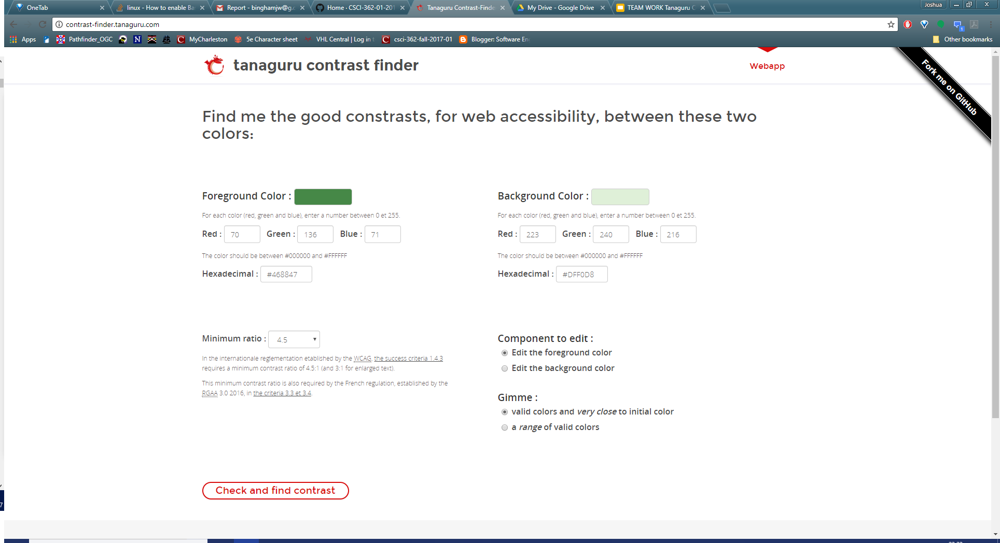 OneTab
linux - How to enable Ba
Report - binghamjw@g.c
Home · CSCI-362-01-201
Tanaguru Contrast-Finde
My Drive - Google Drive
TEAM WORK Tanaguru C
Joshua
contrast-finder.tanaguru.com
1
Apps
Pathfinder_OGC
N
MyCharleston
5e Character sheet
VHL Central | Log in t
csci-362-fall-2017-01
Blogger: Software En
Other bookmarks
tanaguru contrast finder
Webapp
Fork me on GitHub
Find me the good constrasts, for web accessibility, between these two
colors:
Foreground Color :
For each color (red, green and blue), enter a number between 0 et 255.
Red : 70 Green : 136 Blue : 71
The color should be between #000000 and #FFFFFF
Hexadecimal : #468847
Background Color :
For each color (red, green and blue), enter a number between 0 et 255.
Red : 223 Green : 240 Blue : 216
The color should be between #000000 and #FFFFFF
Hexadecimal : #DFF0D8
Minimum ratio : 4.5
In the internationale reglementation etablished by the WCAG, the success criteria 1.4.3
requires a minimum contrast ratio of 4.5:1 (and 3:1 for enlarged text).
This minimum contrast ratio is also required by the French regulation, established by the
RGAA 3.0 2016, in the criteria 3.3 et 3.4.
Component to edit :
Edit the foreground color
Edit the background color
Gimme :
valid colors and very close to initial color
a range of valid colors
Check and find contrast
7